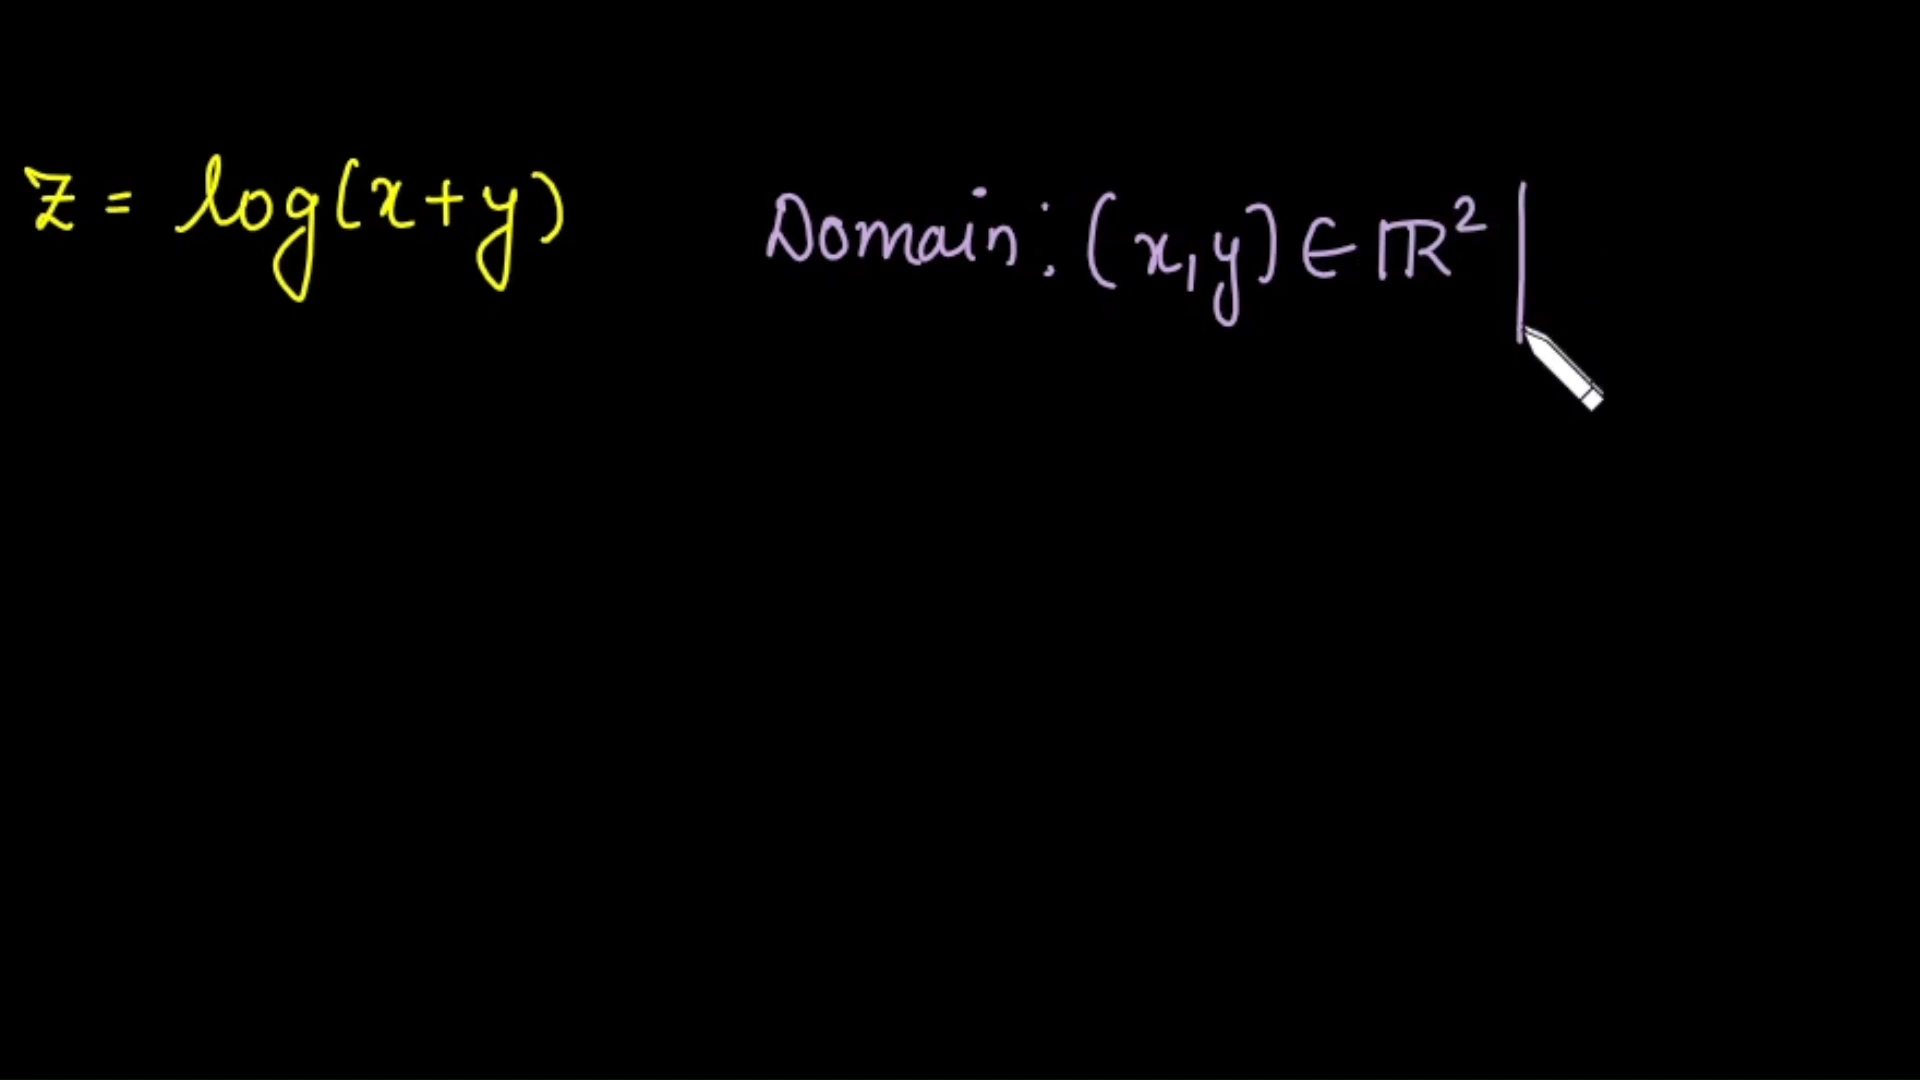 z = log(x+y)
Domain : (x,y) ∈ ℝ² |